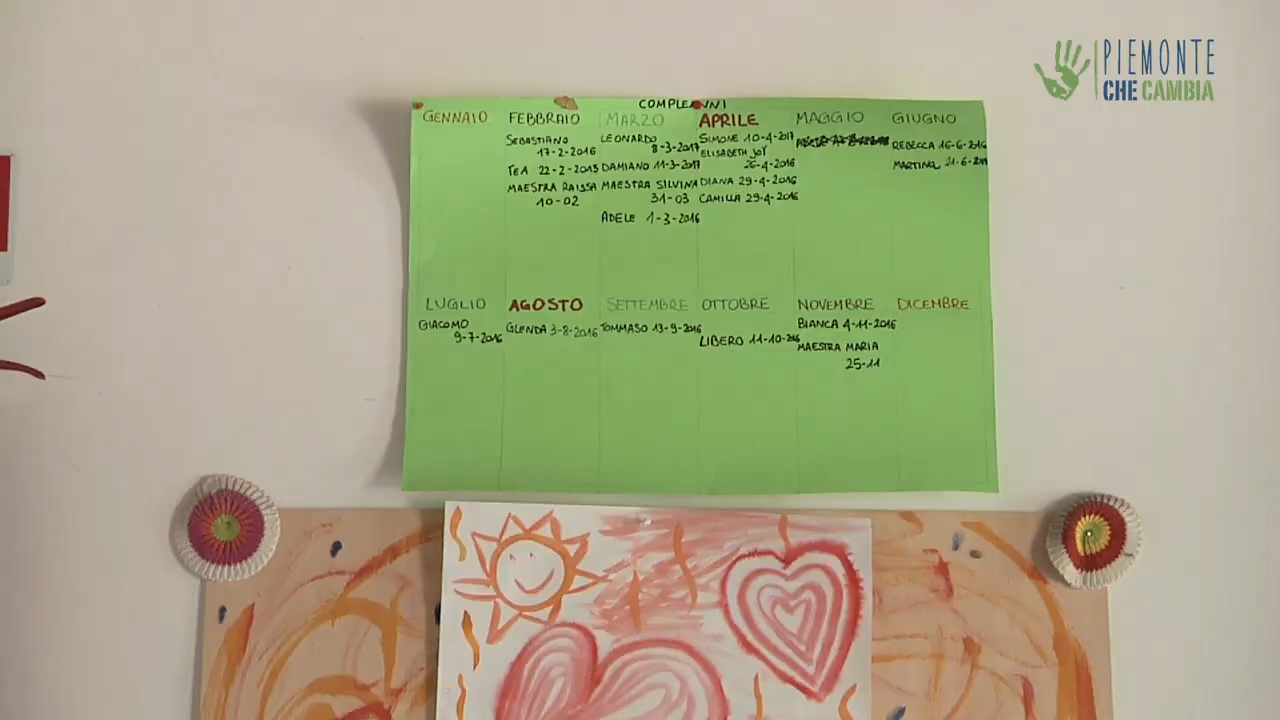 PIEMONTE
CHE CAMBIA
COMPLEANNI
GENNAIO
FEBBRAIO
SEBASTIANO
17-2-2016
TEA 22-2-2015
MAESTRA RAISSA
10-02
MARZO
LEONARDO
8-3-2017
DAMIANO 11-3-2017
MAESTRA SILVINA
31-03
ADELE 1-3-2016
APRILE
SIMONE 10-4-2017
ELISABETH JOY
26-4-2016
DIANA 29-4-2016
CAMILLA 29-4-2016
MAGGIO
GIUGNO
REBECCA 16-6-2016
MARTINA
LUGLIO
GIACOMO
9-7-2016
AGOSTO
GLENDA 3-8-2016
SETTEMBRE
TOMMASO 13-9-2016
OTTOBRE
LIBERO 11-10-2016
NOVEMBRE
BIANCA 4-11-2016
MAESTRA MARIA
25-11
DICEMBRE